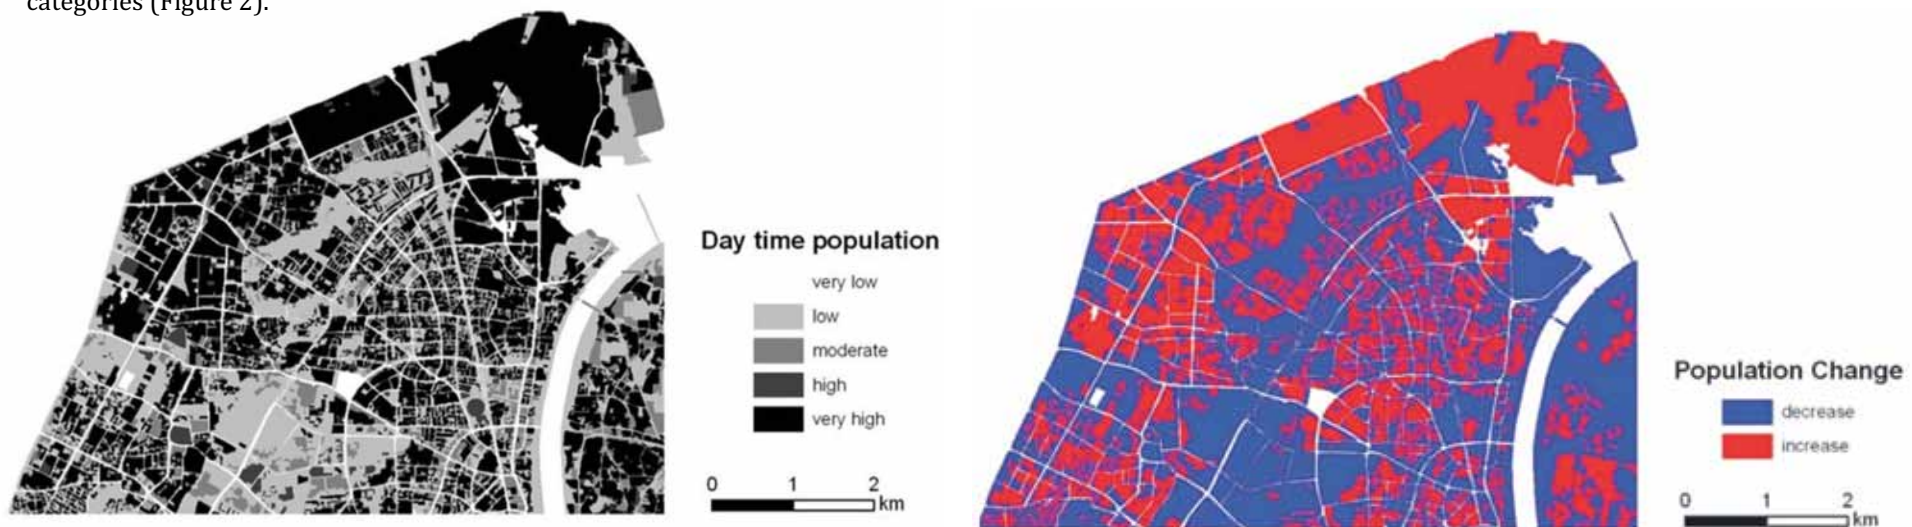 categories (Figure 2).
Day time population
very low
low
moderate
high
very high
0 1 2
km
Population Change
decrease
increase
0 1 2
km